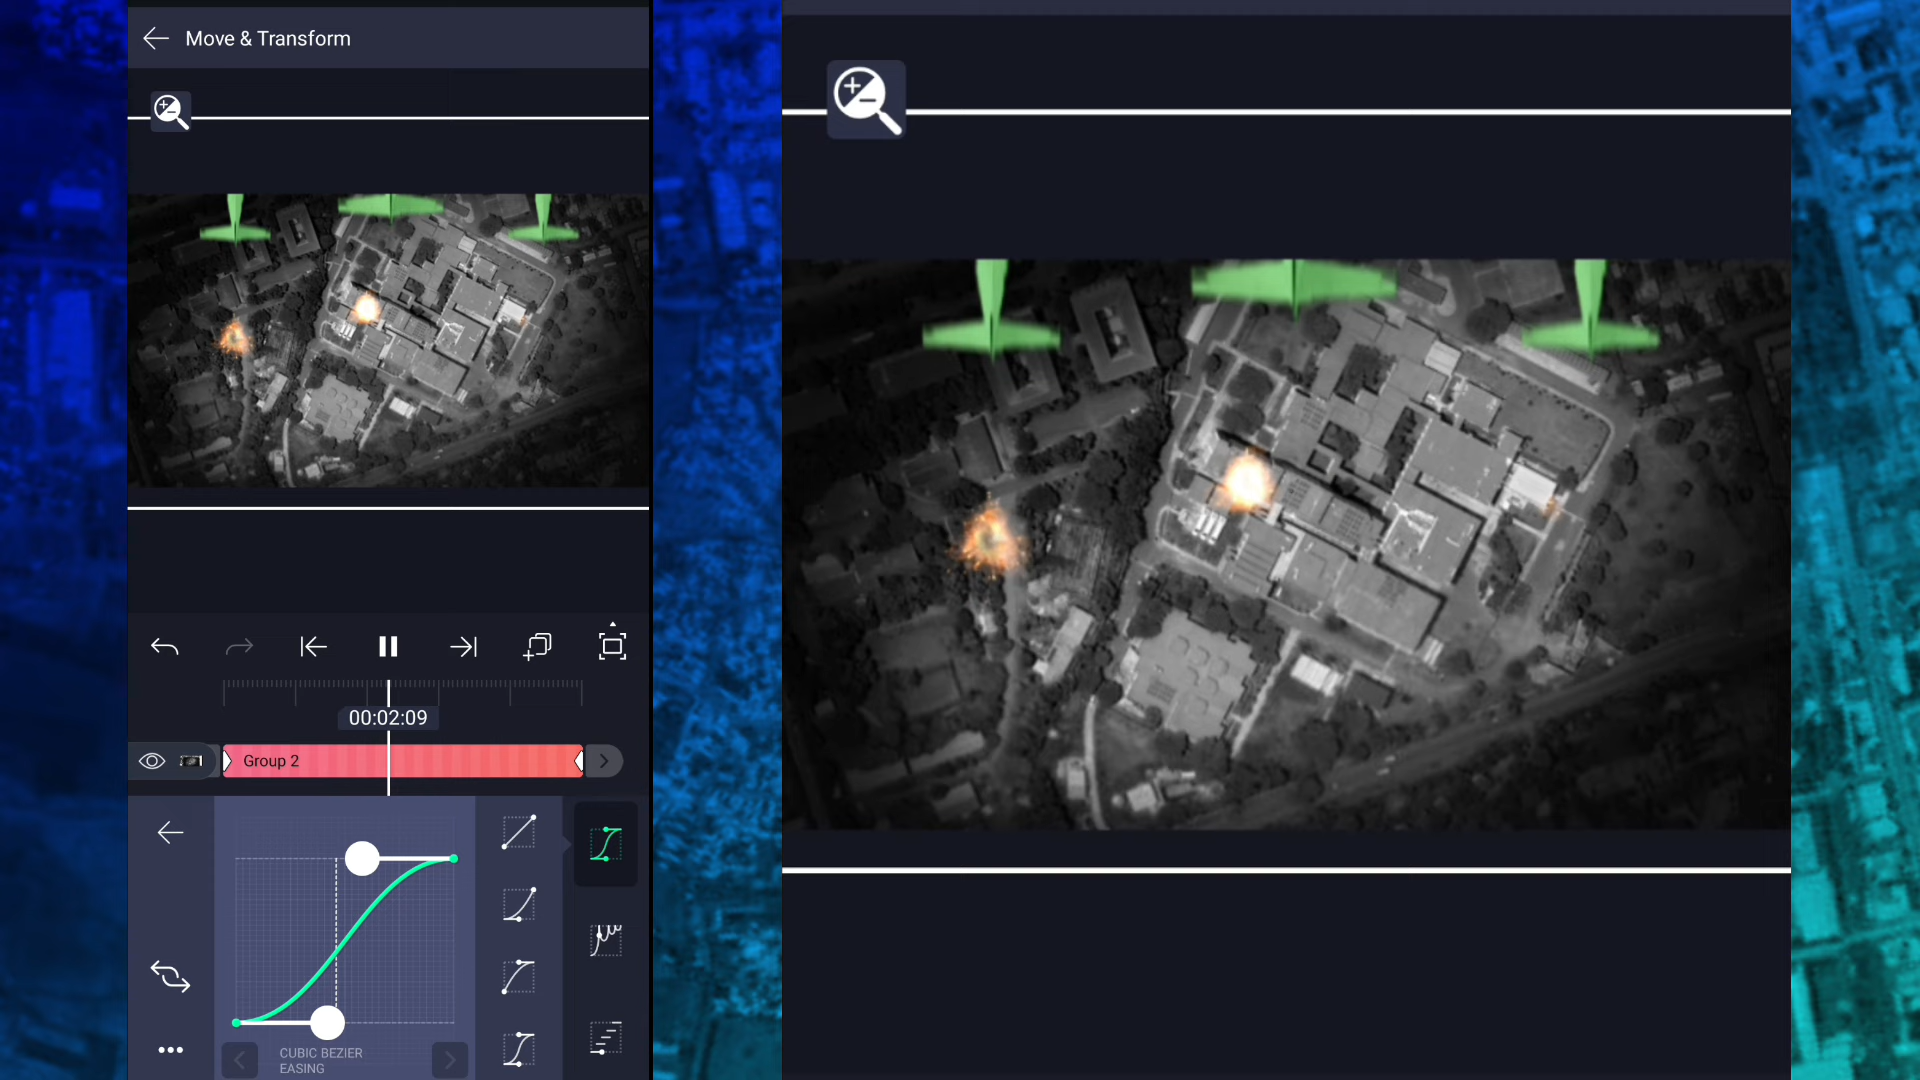 Move & Transform
00:02:09
Group 2
CUBIC BEZIER
EASING